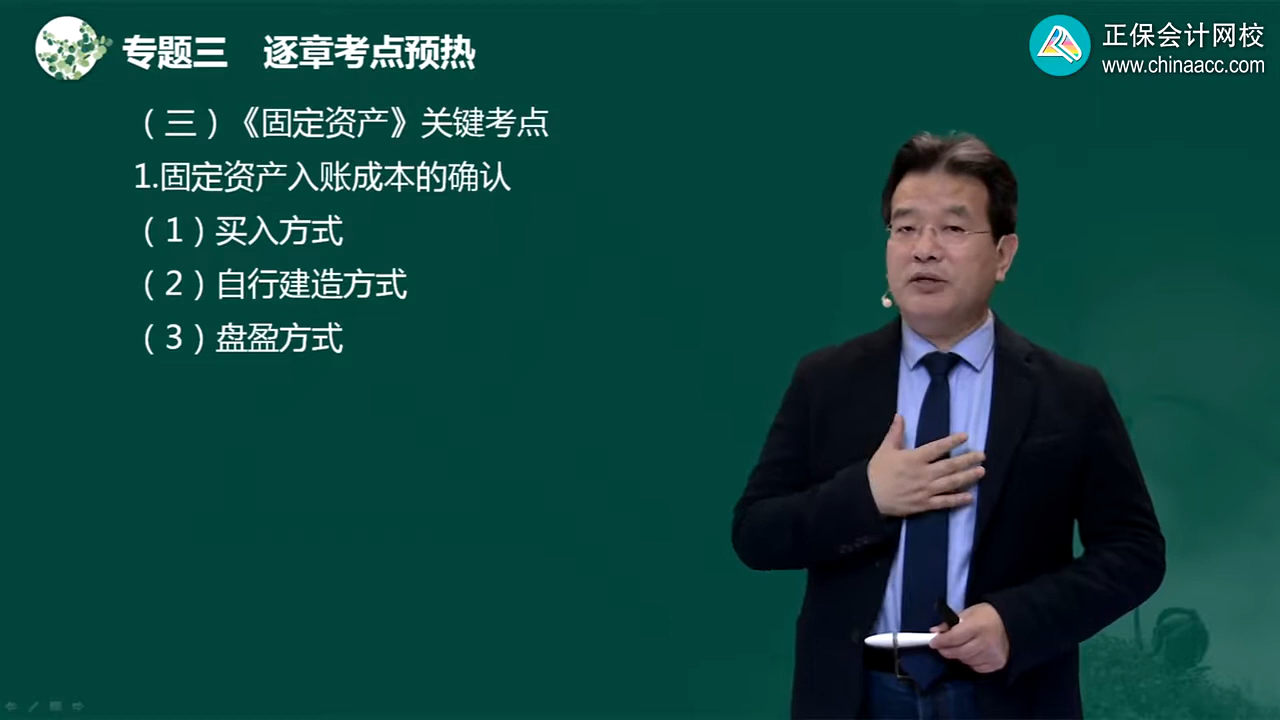 专题三 逐章考点预热
正保会计网校
www.chinaacc.com
（三）《固定资产》关键考点
1.固定资产入账成本的确认
（1）买入方式
（2）自行建造方式
（3）盘盈方式